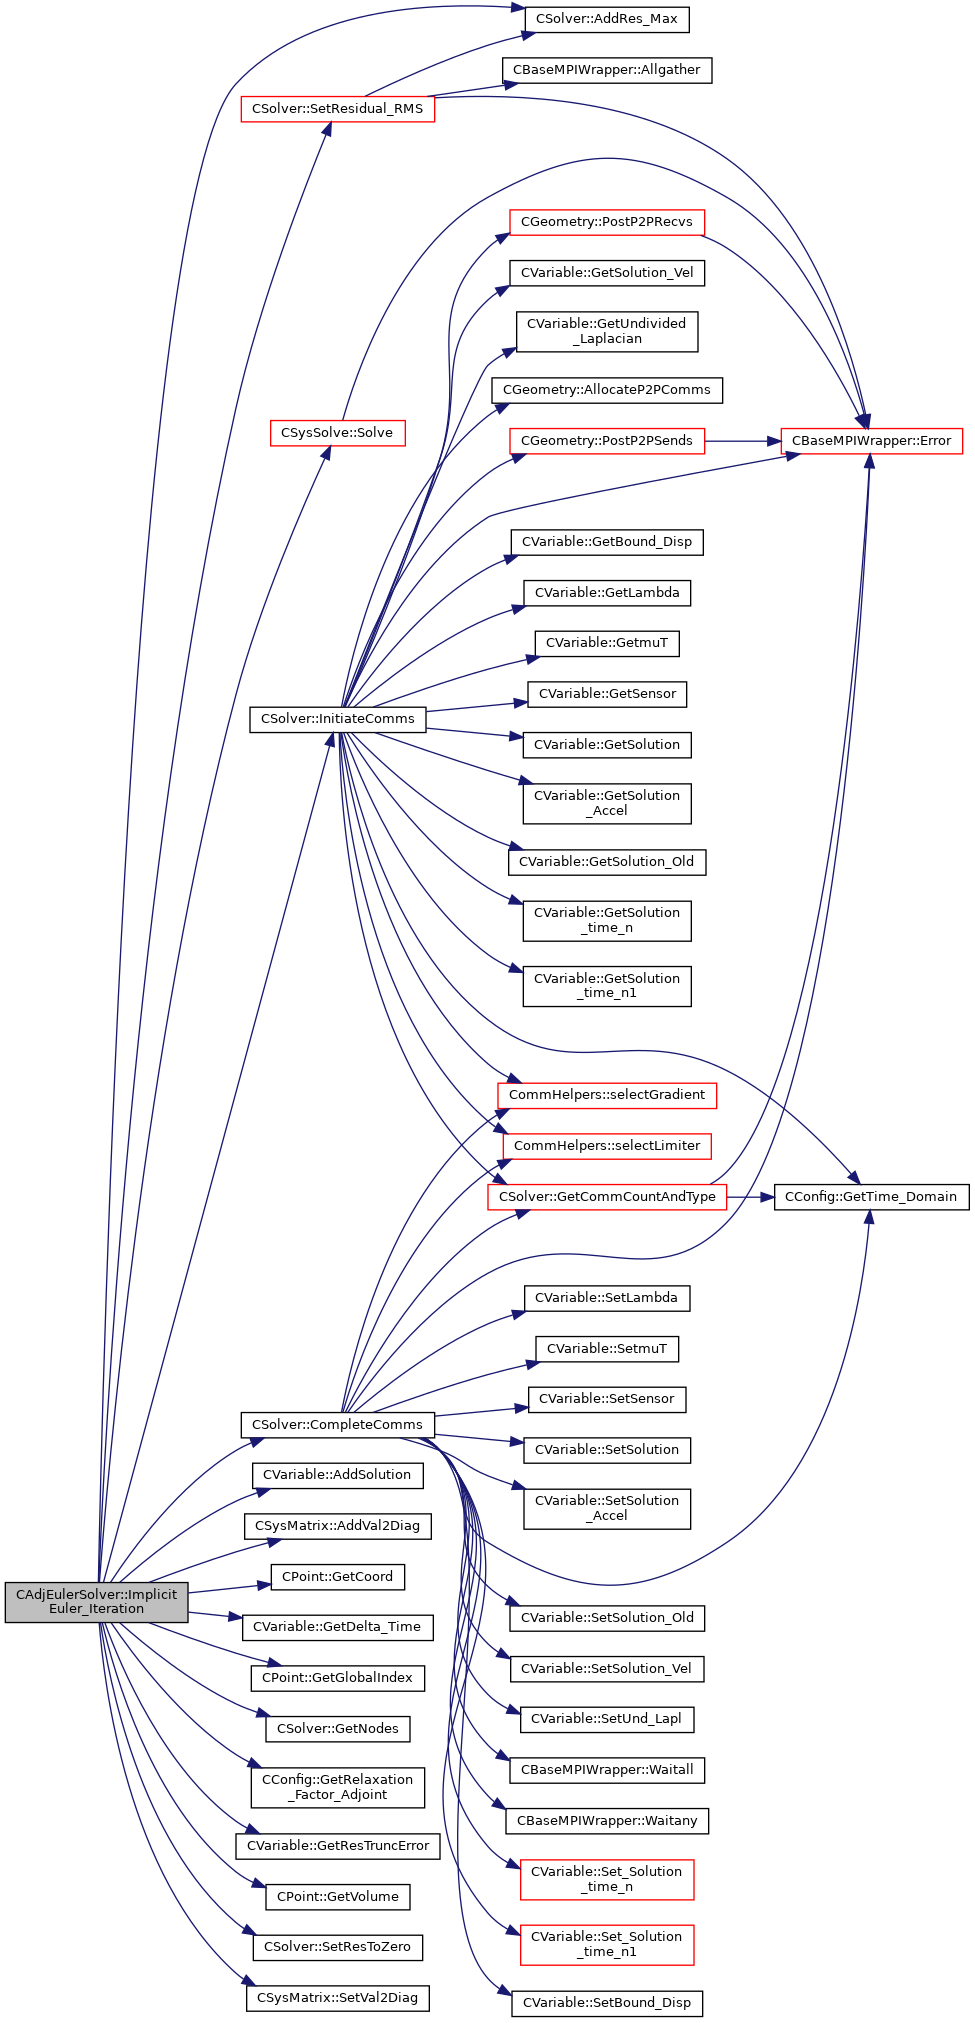 CSolver::AddRes_Max
CBaseMPIWrapper::Allgather
CSolver::SetResidual_RMS
CGeometry::PostP2PRecvs
CVariable::GetSolution_Vel
CVariable::GetUndivided
_Laplacian
CGeometry::AllocateP2PComms
CSysSolve::Solve
CGeometry::PostP2PSends
CBaseMPIWrapper::Error
CVariable::GetBound_Disp
CVariable::GetLambda
CVariable::GetmuT
CVariable::GetSensor
CSolver::InitiateComms
CVariable::GetSolution
CVariable::GetSolution
_Accel
CVariable::GetSolution_Old
CVariable::GetSolution
_time_n
CVariable::GetSolution
_time_n1
CommHelpers::selectGradient
CommHelpers::selectLimiter
CSolver::GetCommCountAndType
CConfig::GetTime_Domain
CVariable::SetLambda
CVariable::SetmuT
CVariable::SetSensor
CSolver::CompleteComms
CVariable::SetSolution
CVariable::AddSolution
CVariable::SetSolution
_Accel
CSysMatrix::AddVal2Diag
CPoint::GetCoord
CAdjEulerSolver::Implicit
Euler_Iteration
CVariable::SetSolution_Old
CVariable::GetDelta_Time
CVariable::SetSolution_Vel
CPoint::GetGlobalIndex
CVariable::SetUnd_Lapl
CSolver::GetNodes
CBaseMPIWrapper::Waitall
CConfig::GetRelaxation
_Factor_Adjoint
CBaseMPIWrapper::Waitany
CVariable::GetResTruncError
CVariable::Set_Solution
_time_n
CPoint::GetVolume
CVariable::Set_Solution
_time_n1
CSolver::SetResToZero
CSysMatrix::SetVal2Diag
CVariable::SetBound_Disp